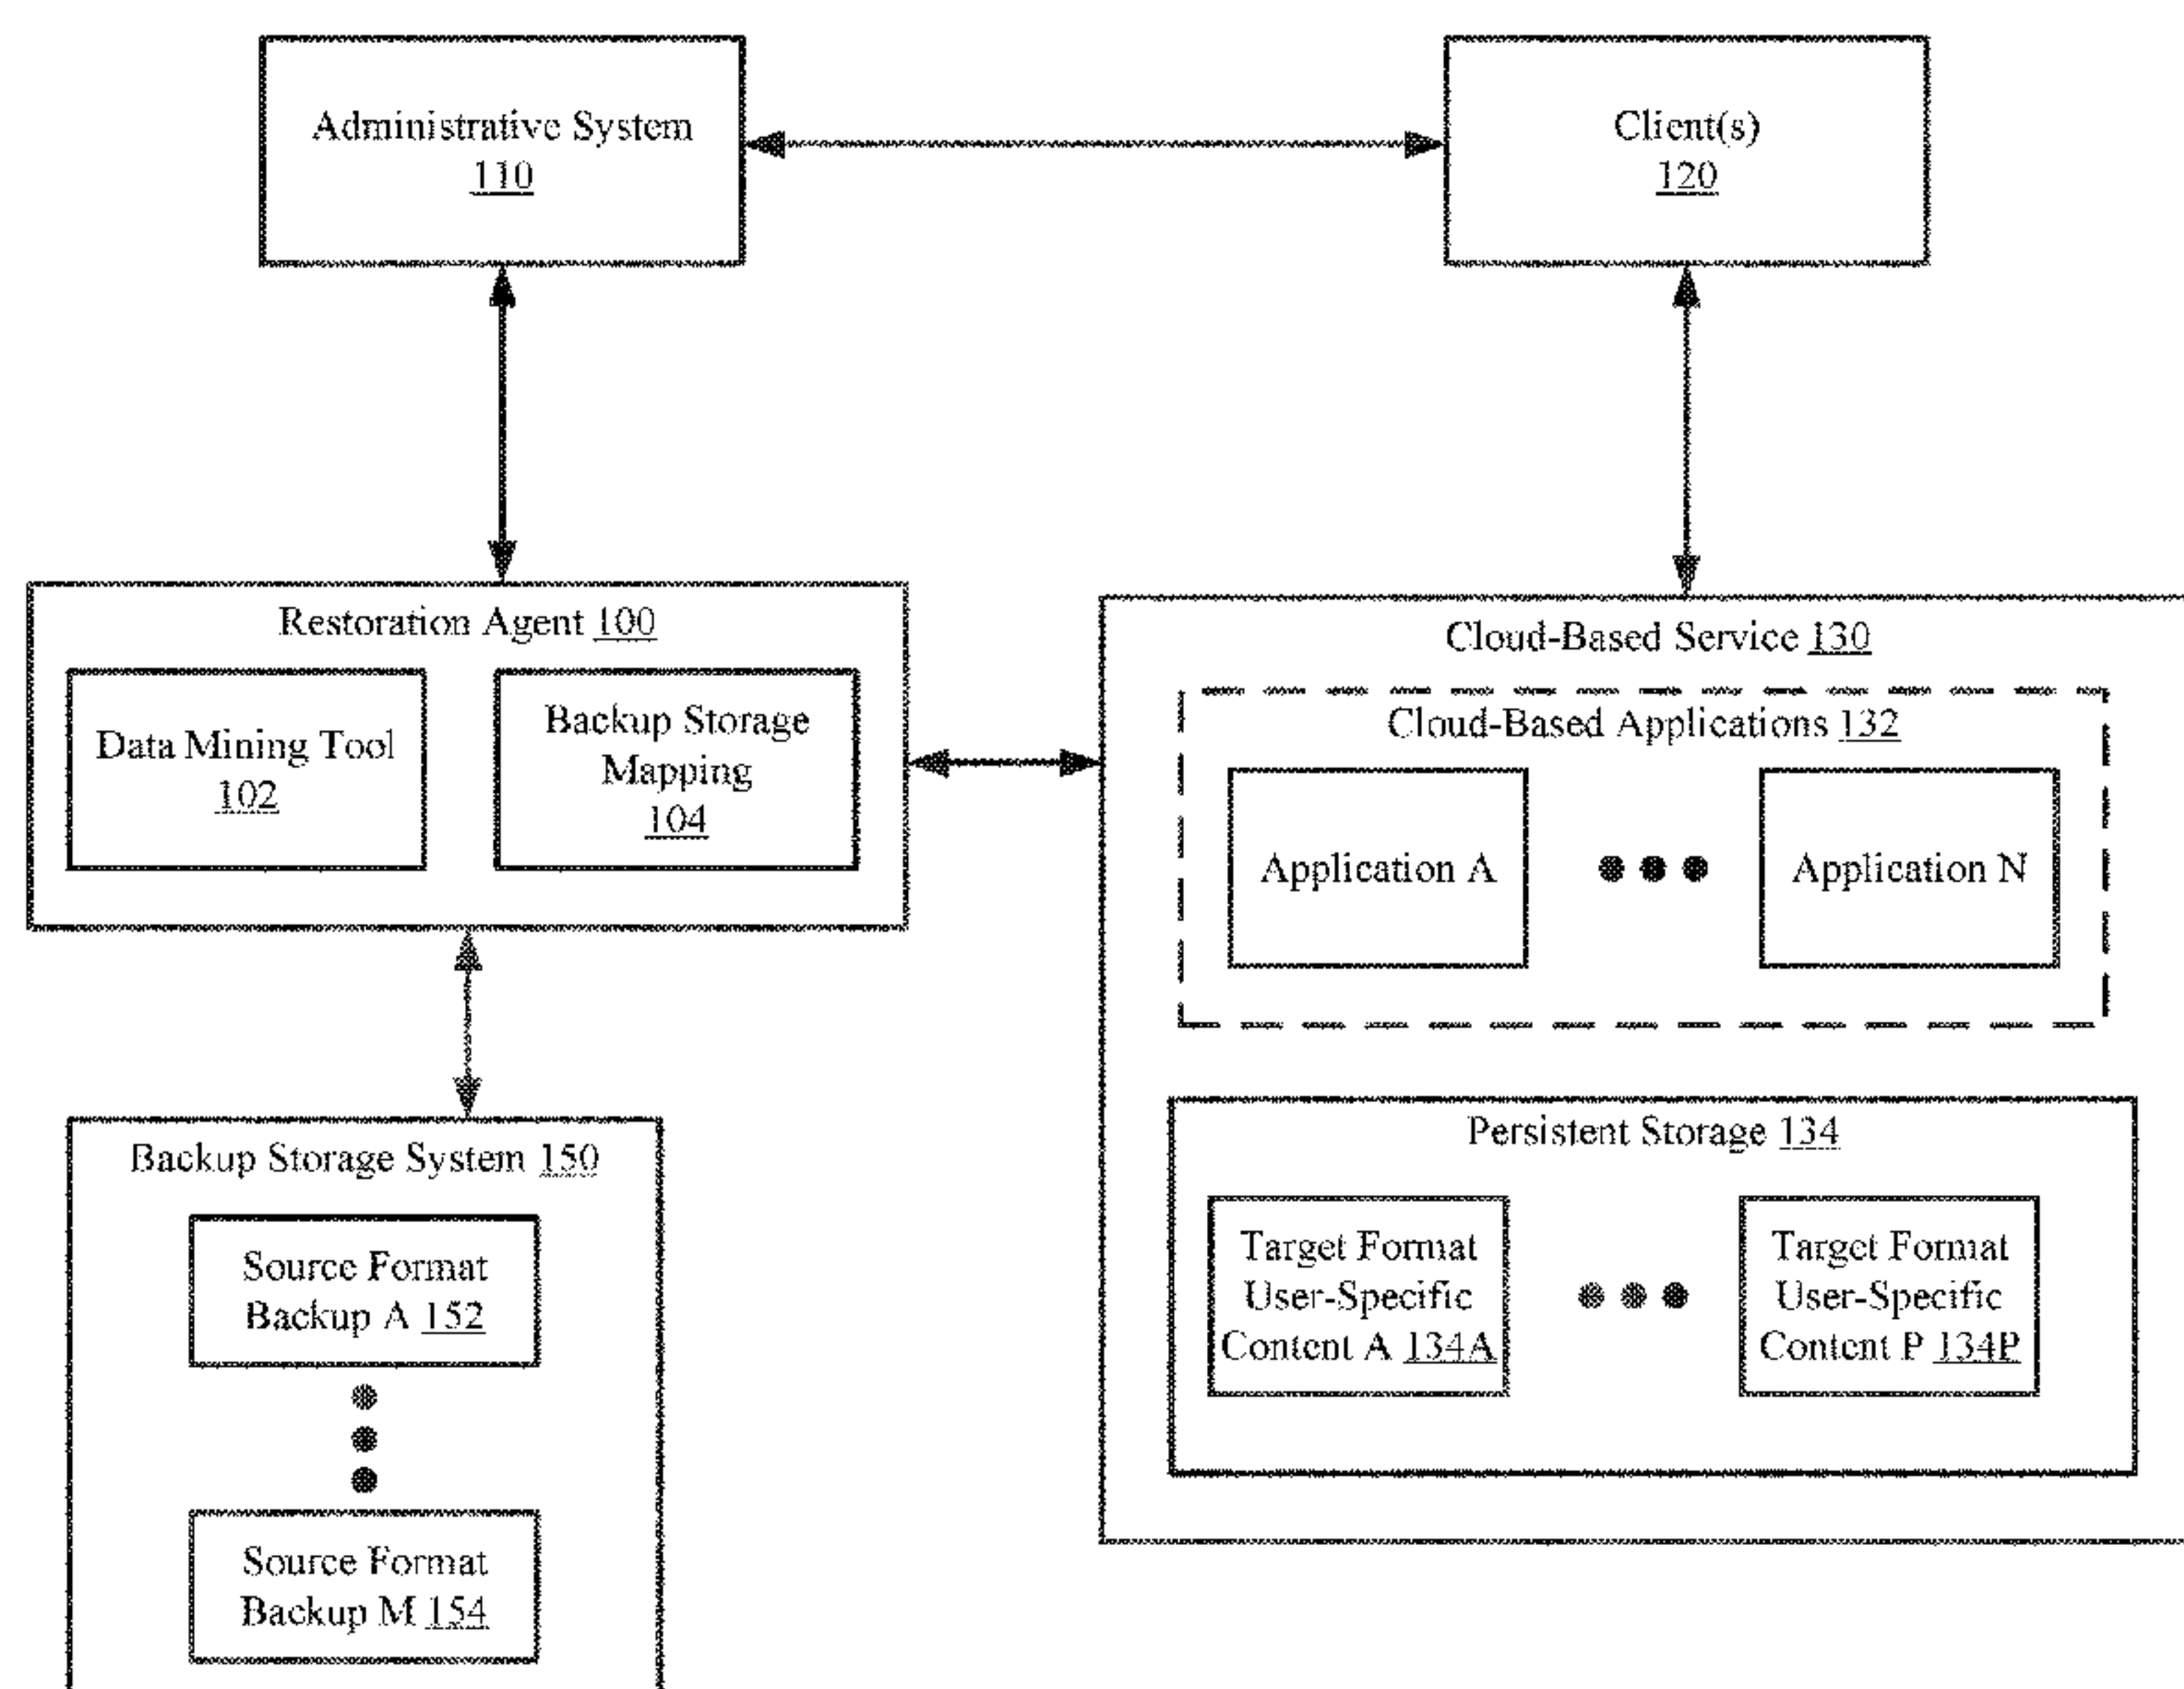 Administrative System
110
Client(s)
120
Restoration Agent 100
Data Mining Tool
102
Backup Storage
Mapping
104
Cloud-Based Service 130
Cloud-Based Applications 132
Application A
Application N
Persistent Storage 134
Target Format
User-Specific
Content A 134A
Target Format
User-Specific
Content P 134P
Backup Storage System 150
Source Format
Backup A 152
Source Format
Backup M 154